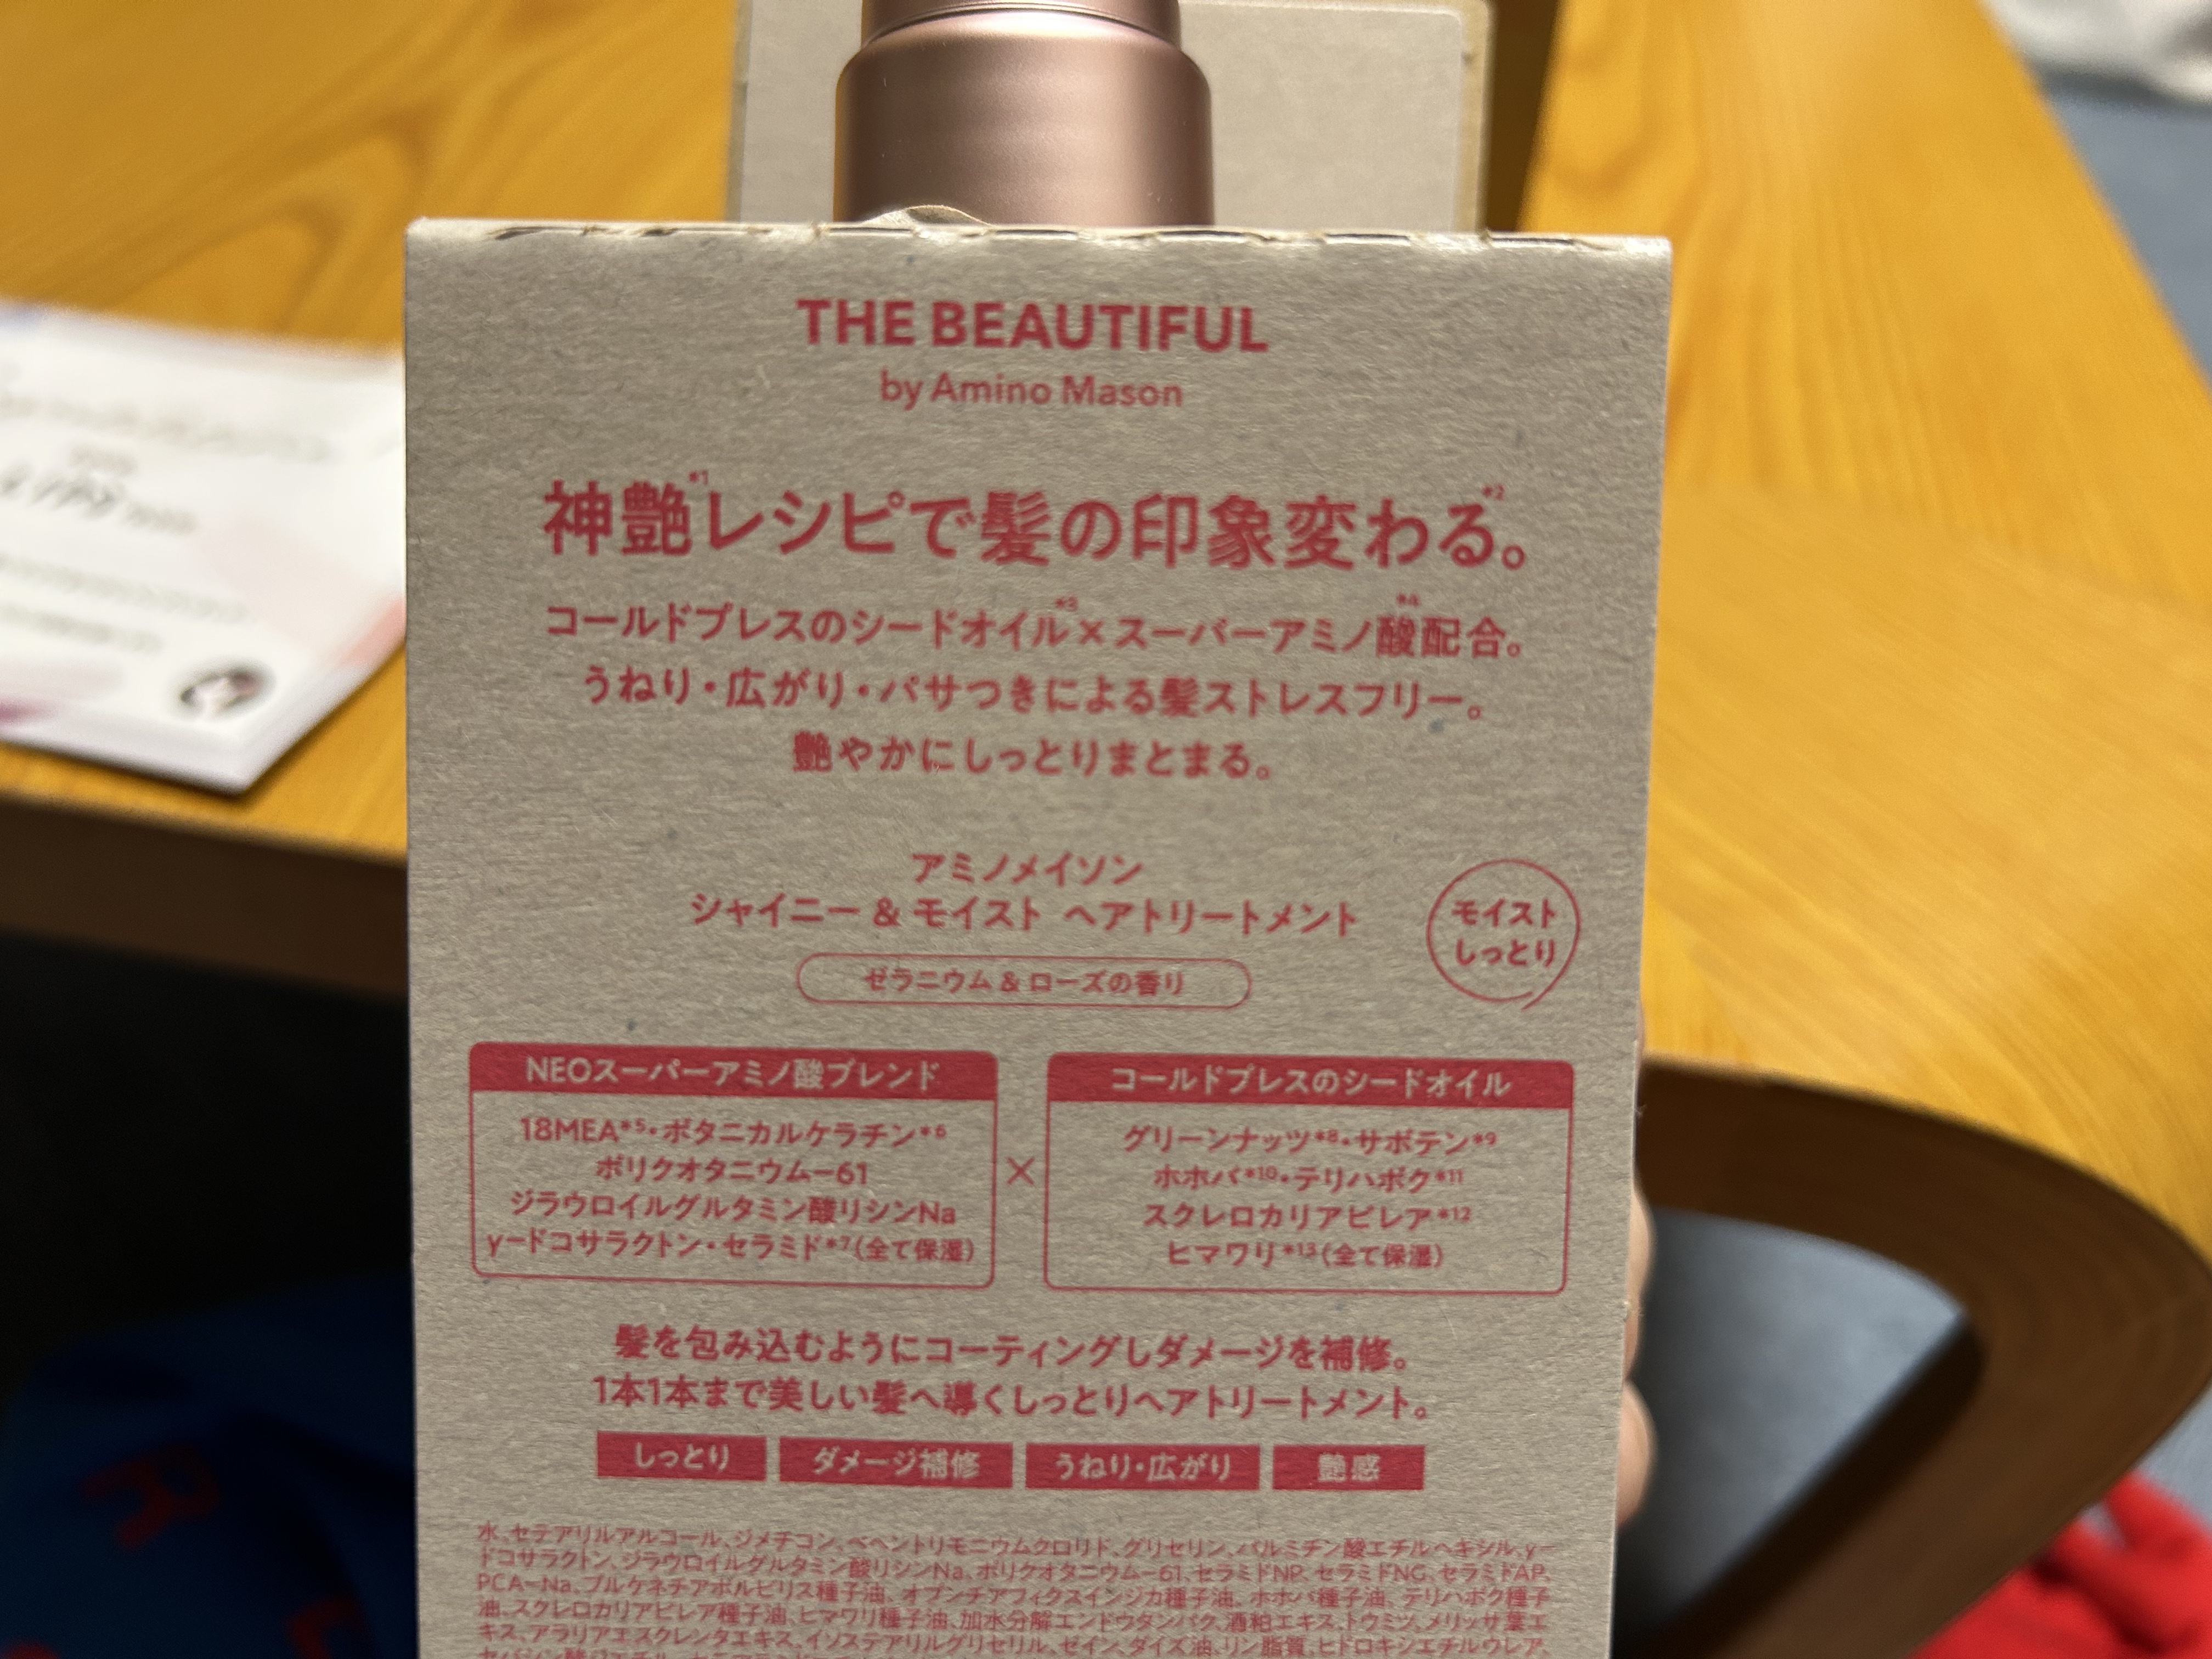 THE BEAUTIFUL
by Amino Mason
神艶*1レシピで髪の印象変わる*2。
コールドプレスのシードオイル*3×スーパーアミノ酸*4配合。
うねり・広がり・パサつきによる髪ストレスフリー。
艶やかにしっとりまとまる。
アミノメイソン
シャイニー & モイスト ヘアトリートメント
モイスト
しっとり
ゼラニウム & ローズの香り
NEOスーパーアミノ酸ブレンド
18MEA*5・ボタニカルケラチン*6
ポリクオタニウム-61
ジラウロイルグルタミン酸リシンNa
γ-ドコサラクトン・セラミド*7(全て保湿)
×
コールドプレスのシードオイル
グリーンナッツ*8・サボテン*9
ホホバ*10・テリハボク*11
スクレロカリアビレア*12
ヒマワリ*13(全て保湿)
髪を包み込むようにコーティングしダメージを補修。
1本1本まで美しい髪へ導くしっとりヘアトリートメント。
しっとり
ダメージ補修
うねり・広がり
艶感
水、セテアリルアルコール、ジメチコン、ベヘントリモニウムクロリド、グリセリン、パルミチン酸エチルヘキシル、γ-
ドコサラクトン、ジラウロイルグルタミン酸リシンNa、ポリクオタニウム-61、セラミドNP、セラミドNG、セラミドAP、
PCA-Na、プルケネチアボルビリス種子油、オプンチアフィクスインジカ種子油、ホホバ種子油、テリハボク種子
油、スクレロカリアビレア種子油、ヒマワリ種子油、加水分解エンドウタンパク、酒粕エキス、トウミツ、メリッサ葉エ
キス、アラリアエスクレンタエキス、イソステアリルグリセリル、ゼイン、ダイズ油、リン脂質、ヒドロキシエチルウレア、